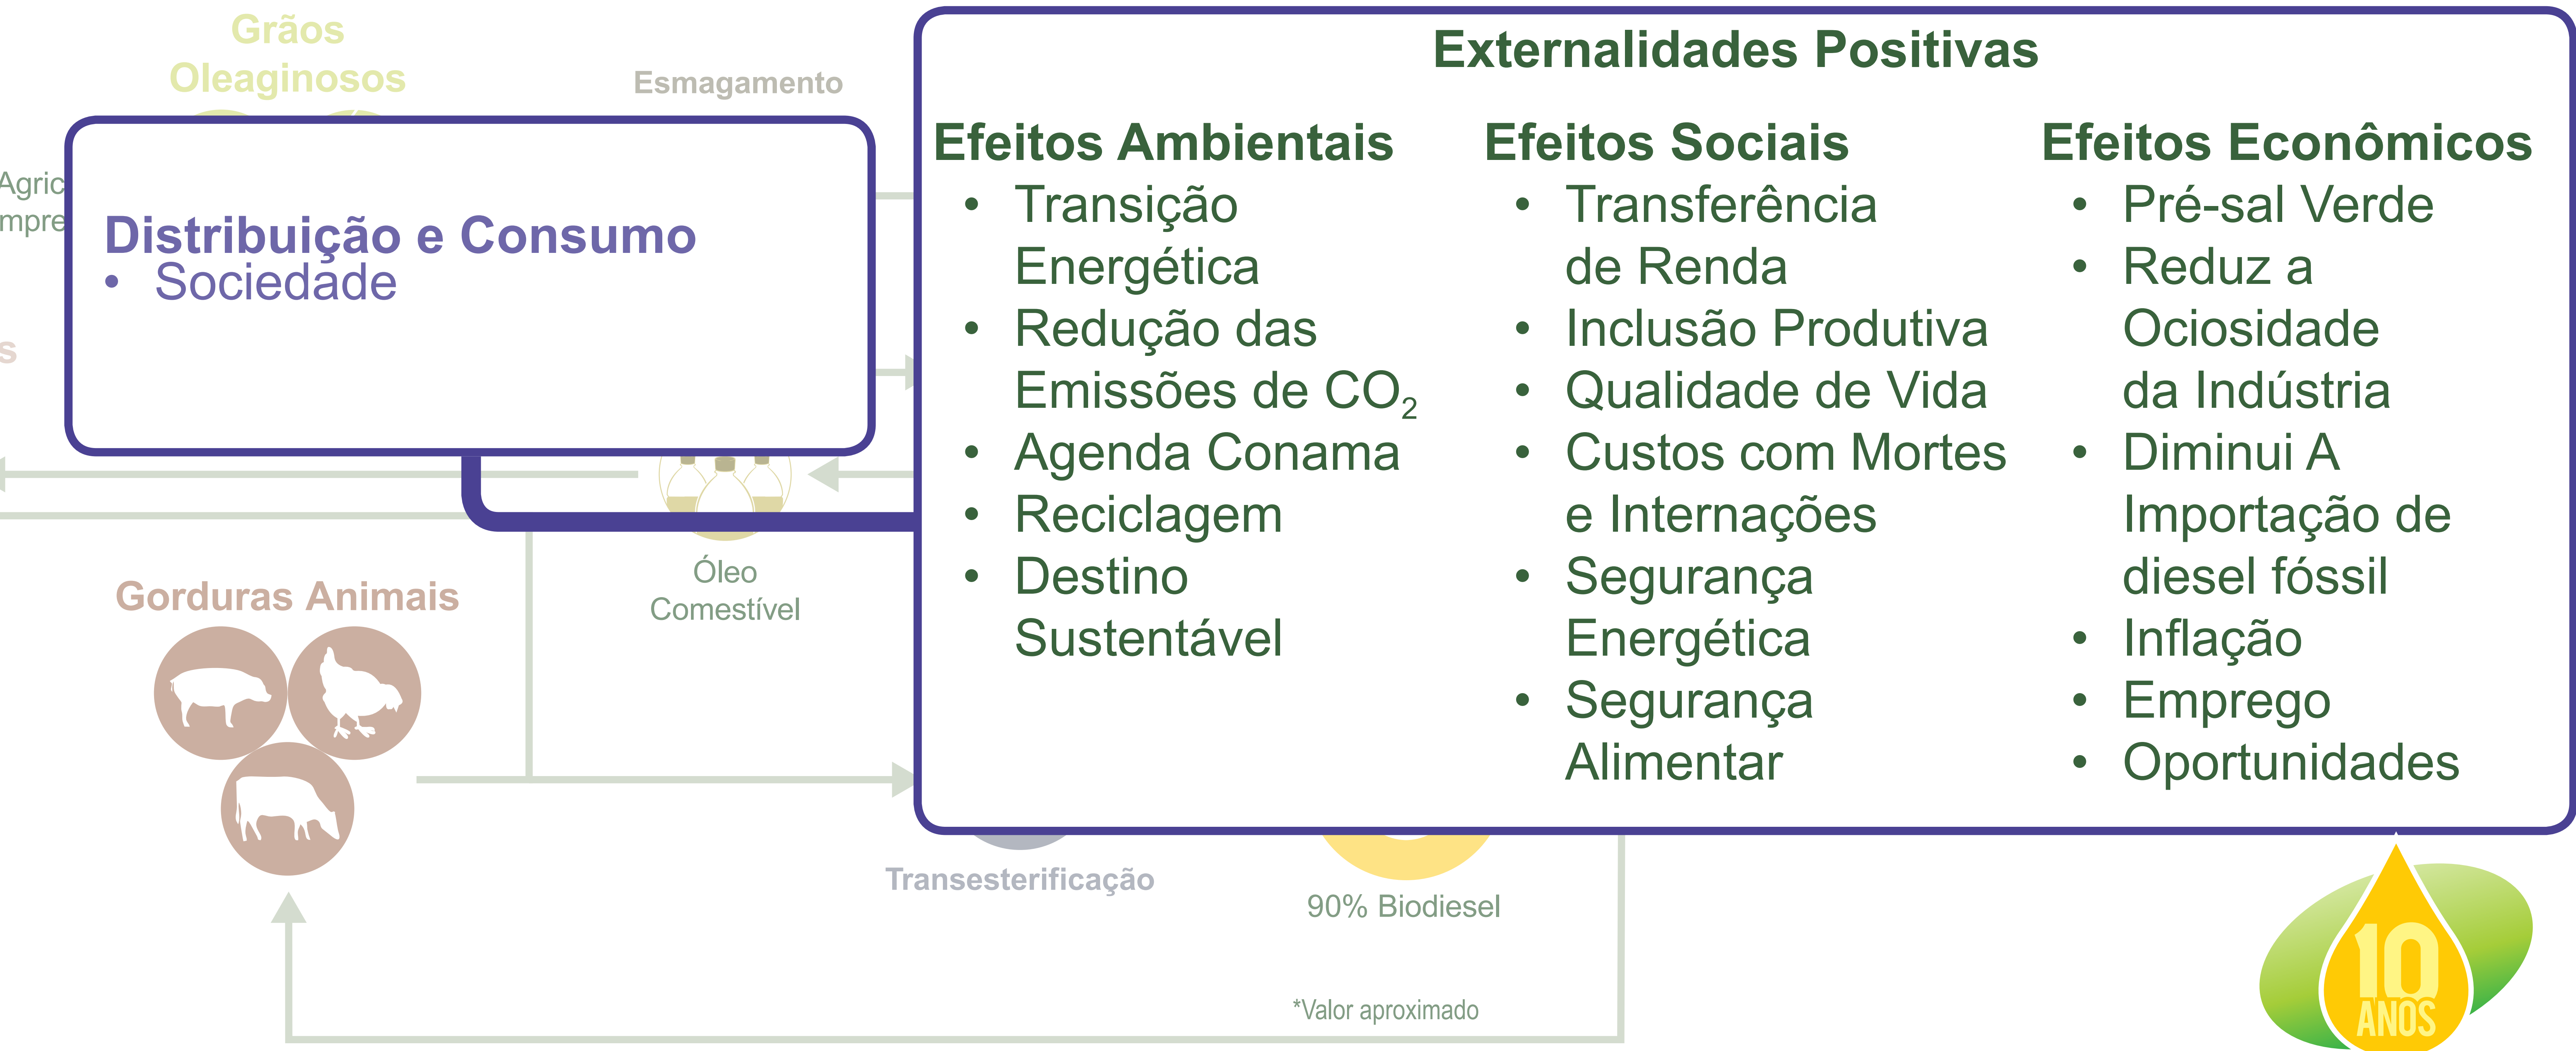 Grãos
Oleaginosos
Esmagamento
Agric
mpre
s
Distribuição e Consumo
• Sociedade
Óleo
Comestível
Gorduras Animais
Transesterificação
90% Biodiesel
*Valor aproximado
Externalidades Positivas
Efeitos Ambientais
• Transição
Energética
• Redução das
Emissões de CO₂
• Agenda Conama
• Reciclagem
• Destino
Sustentável
Efeitos Sociais
• Transferência
de Renda
• Inclusão Produtiva
• Qualidade de Vida
• Custos com Mortes
e Internações
• Segurança
Energética
• Segurança
Alimentar
Efeitos Econômicos
• Pré-sal Verde
• Reduz a
Ociosidade
da Indústria
• Diminui A
Importação de
diesel fóssil
• Inflação
• Emprego
• Oportunidades
10
ANOS